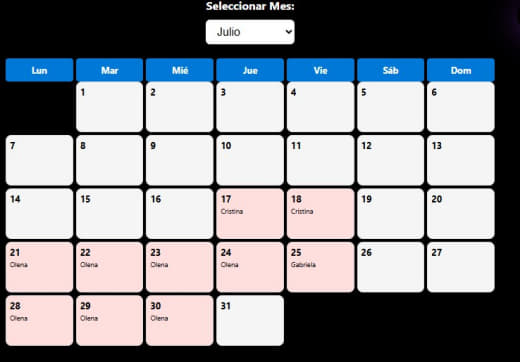 Seleccionar Mes:
Julio
Lun Mar Mié Jue Vie Sáb Dom
1 2 3 4 5 6
7 8 9 10 11 12 13
14 15 16 17 18 19 20
Cristina Cristina
21 22 23 24 25 26 27
Olena Olena Olena Olena Gabriela
28 29 30 31
Olena Olena Olena